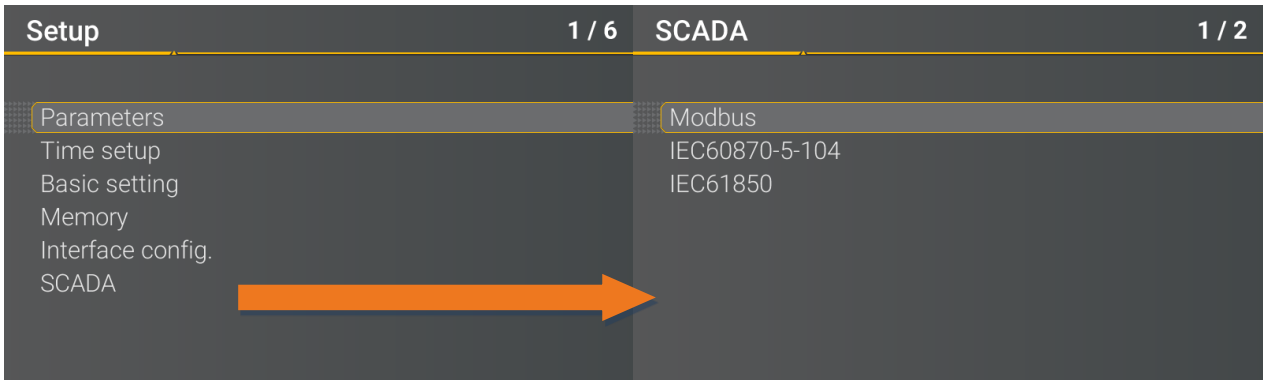 Setup 1 / 6
Parameters
Time setup
Basic setting
Memory
Interface config.
SCADA
SCADA 1 / 2
Modbus
IEC60870-5-104
IEC61850